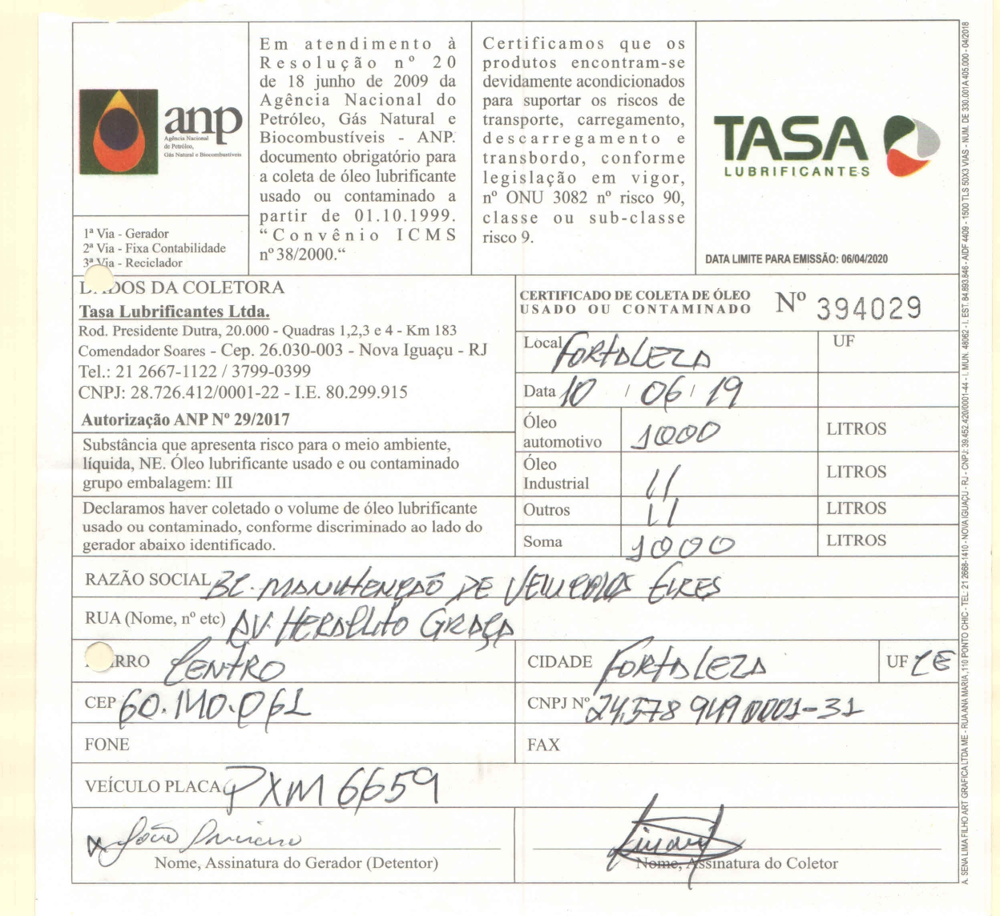 anp
Agência Nacional
do Petróleo,
Gás Natural e Biocombustíveis
1ª Via - Gerador
2ª Via - Fixa Contabilidade
3ª Via - Reciclador
Em atendimento à
Resolução nº 20
de 18 junho de 2009 da
Agência Nacional do
Petróleo, Gás Natural e
Biocombustíveis - ANP.
documento obrigatório para
a coleta de óleo lubrificante
usado ou contaminado a
partir de 01.10.1999.
“Convênio ICMS
nº 38/2000.“
Certificamos que os
produtos encontram-se
devidamente acondicionados
para suportar os riscos de
transporte, carregamento,
descarregamento e
transbordo, conforme
legislação em vigor,
nº ONU 3082 nº risco 90,
classe ou sub-classe
risco 9.
TASA
LUBRIFICANTES
DATA LIMITE PARA EMISSÃO: 06/04/2020
DADOS DA COLETORA
Tasa Lubrificantes Ltda.
Rod. Presidente Dutra, 20.000 - Quadras 1,2,3 e 4 - Km 183
Comendador Soares - Cep. 26.030-003 - Nova Iguaçu - RJ
Tel.: 21 2667-1122 / 3799-0399
CNPJ: 28.726.412/0001-22 - I.E. 80.299.915
Autorização ANP Nº 29/2017
Substância que apresenta risco para o meio ambiente,
líquida, NE. Óleo lubrificante usado e ou contaminado
grupo embalagem: III
Declaramos haver coletado o volume de óleo lubrificante
usado ou contaminado, conforme discriminado ao lado do
gerador abaixo identificado.
CERTIFICADO DE COLETA DE ÓLEO
USADO OU CONTAMINADO Nº 394029
Local FORTALEZA UF
Data 10 / 06 / 19
Óleo automotivo 1000 LITROS
Óleo Industrial 11 LITROS
Outros 11 LITROS
Soma 1000 LITROS
RAZÃO SOCIAL BC. MANUTENÇÃO DE VEICULOS
RUA (Nome, nº etc) AV. HERACLITO GRAÇA
BAIRRO CENTRO CIDADE FORTALEZA UF CE
CEP 60.140.061 CNPJ Nº 24.578 949 0001-31
FONE FAX
VEÍCULO PLACA PXM 6659
João
Nome, Assinatura do Gerador (Detentor)
Nome, Assinatura do Coletor
A. SENA LIMA FILHO ART GRAFICA LTDA ME - RUA ANA MARIA, 110 PONTO CHIC - TEL: 21 2668-1410 - NOVA IGUAÇU - RJ - CNPJ: 39.452.420/0001-44 - I. MUN. 48062 - I. EST. 84.893.846 - AIDF 4409 - 1500 TLS 50X3 VIAS - NUM. DE 330.001 A 405.000 - 04/2018